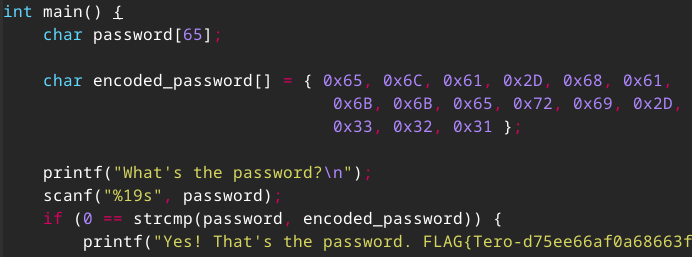 int main() {
char password[65];
char encoded_password[] = { 0x65, 0x6C, 0x61, 0x2D, 0x68, 0x61,
0x6B, 0x6B, 0x65, 0x72, 0x69, 0x2D,
0x33, 0x32, 0x31 };
printf("What's the password?\n");
scanf("%19s", password);
if (0 == strcmp(password, encoded_password)) {
printf("Yes! That's the password. FLAG{Tero-d75ee66af0a68663f